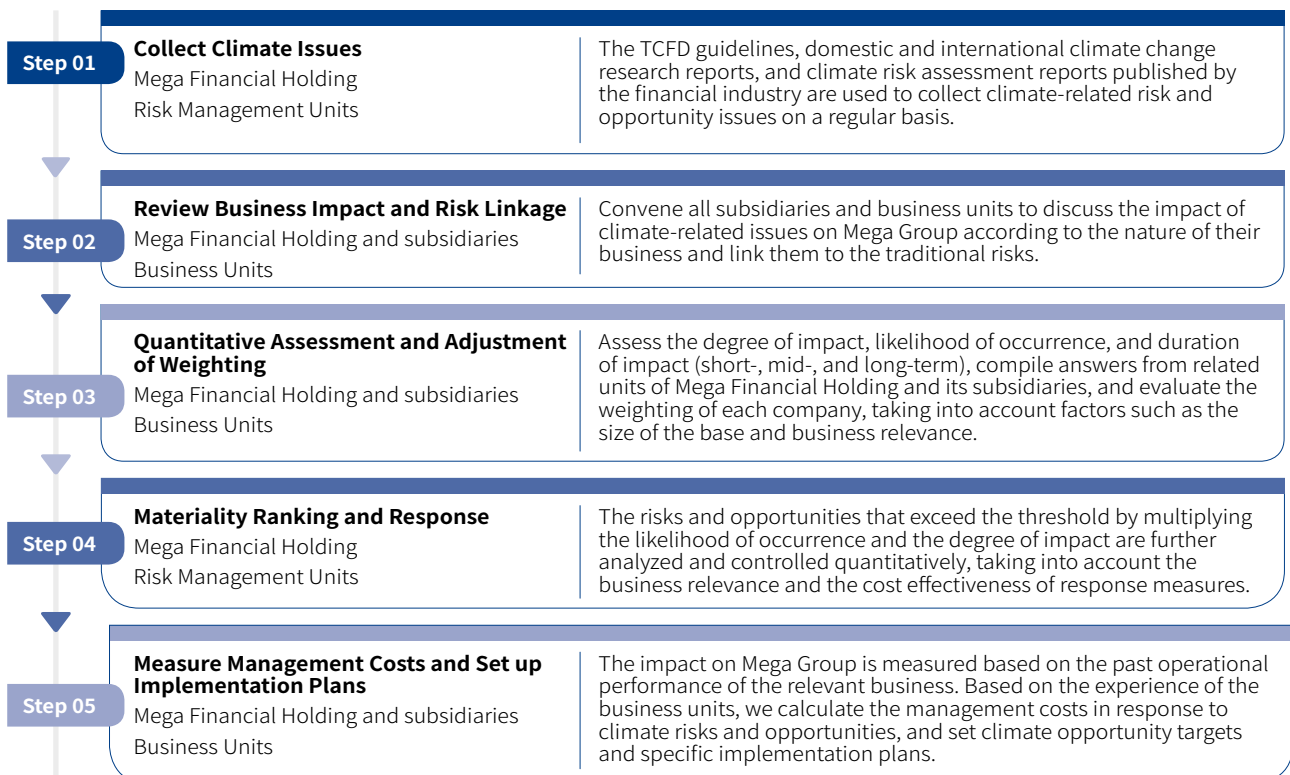 Step 01
Collect Climate Issues
Mega Financial Holding
Risk Management Units
The TCFD guidelines, domestic and international climate change
research reports, and climate risk assessment reports published by
the financial industry are used to collect climate-related risk and
opportunity issues on a regular basis.
Step 02
Review Business Impact and Risk Linkage
Mega Financial Holding and subsidiaries
Business Units
Convene all subsidiaries and business units to discuss the impact of
climate-related issues on Mega Group according to the nature of their
business and link them to the traditional risks.
Step 03
Quantitative Assessment and Adjustment
of Weighting
Mega Financial Holding and subsidiaries
Business Units
Assess the degree of impact, likelihood of occurrence, and duration
of impact (short-, mid-, and long-term), compile answers from related
units of Mega Financial Holding and its subsidiaries, and evaluate the
weighting of each company, taking into account factors such as the
size of the base and business relevance.
Step 04
Materiality Ranking and Response
Mega Financial Holding
Risk Management Units
The risks and opportunities that exceed the threshold by multiplying
the likelihood of occurrence and the degree of impact are further
analyzed and controlled quantitatively, taking into account the
business relevance and the cost effectiveness of response measures.
Step 05
Measure Management Costs and Set up
Implementation Plans
Mega Financial Holding and subsidiaries
Business Units
The impact on Mega Group is measured based on the past operational
performance of the relevant business. Based on the experience of the
business units, we calculate the management costs in response to
climate risks and opportunities, and set climate opportunity targets
and specific implementation plans.